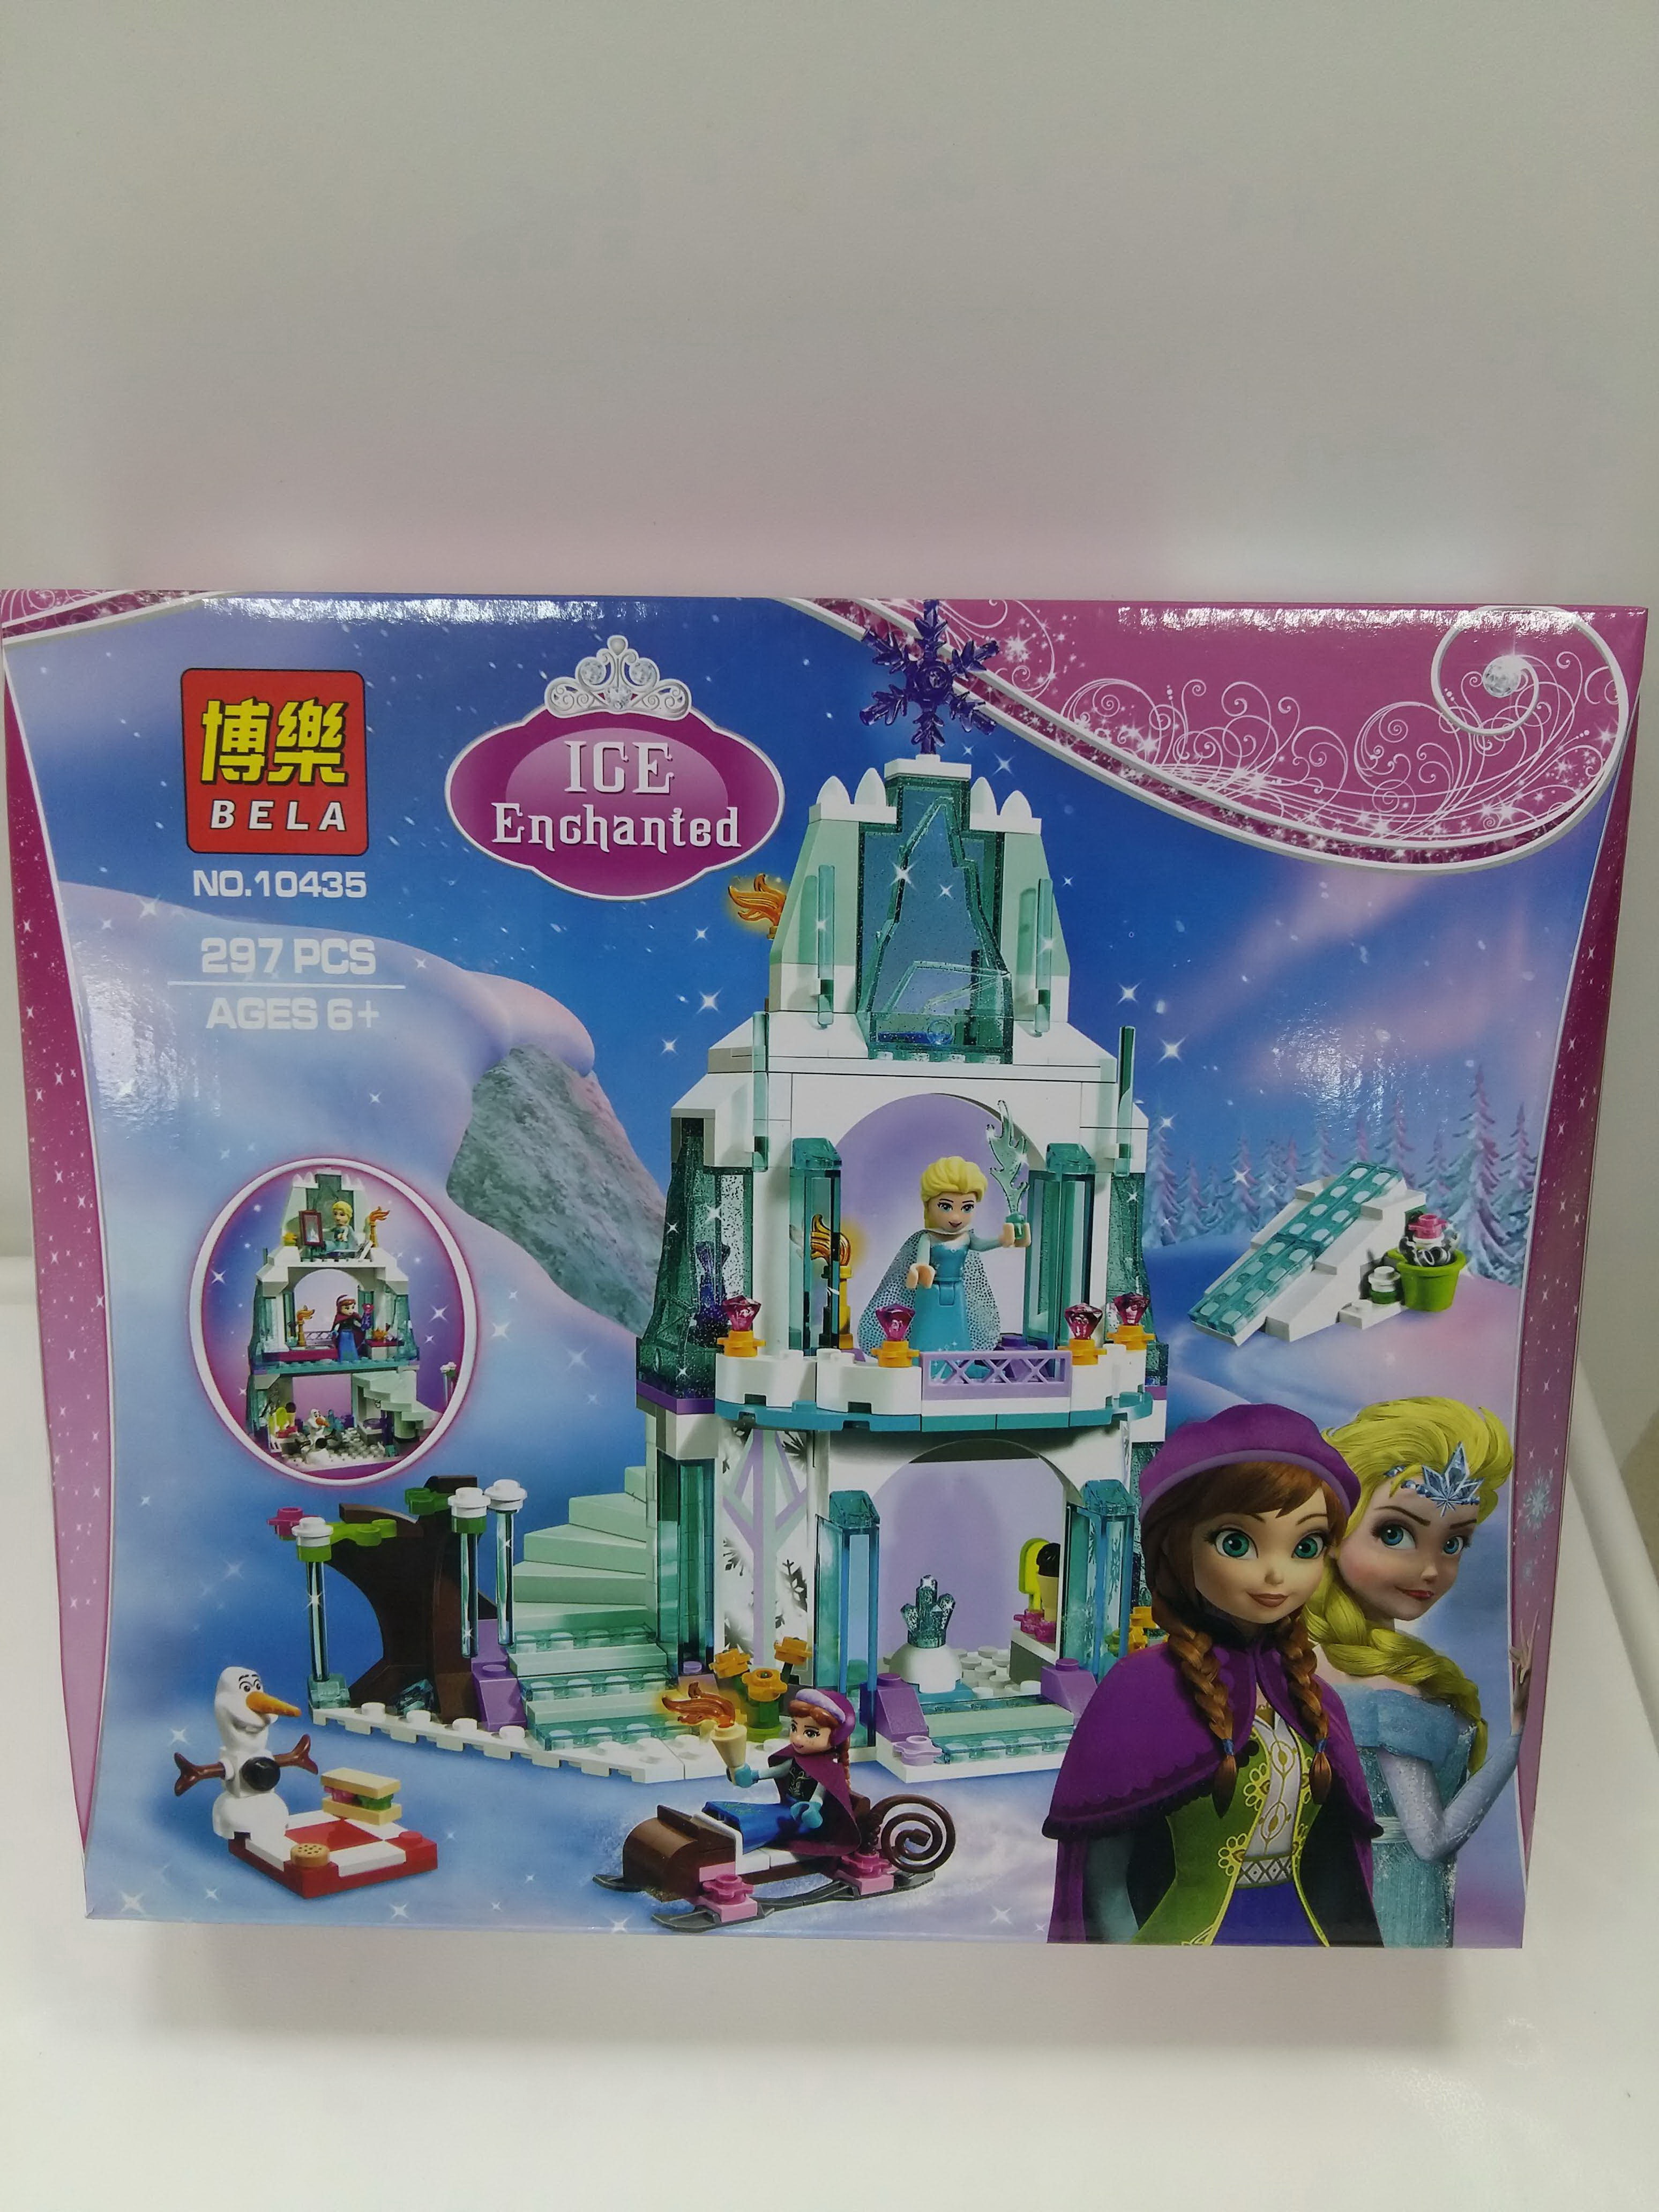 博樂
BELA
NO.10435
297 PCS
AGES 6+
ICE
Enchanted